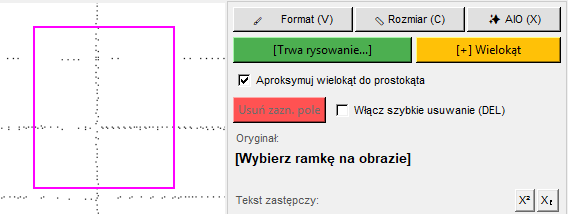 Format (V) Rozmiar (C) AIO (X)
[Trwa rysowanie...] [+] Wielokąt
Aproksymuj wielokąt do prostokąta
Usuń zazn. pole Włącz szybkie usuwanie (DEL)
Oryginał:
[Wybierz ramkę na obrazie]
Tekst zastępczy: X² Xₜ